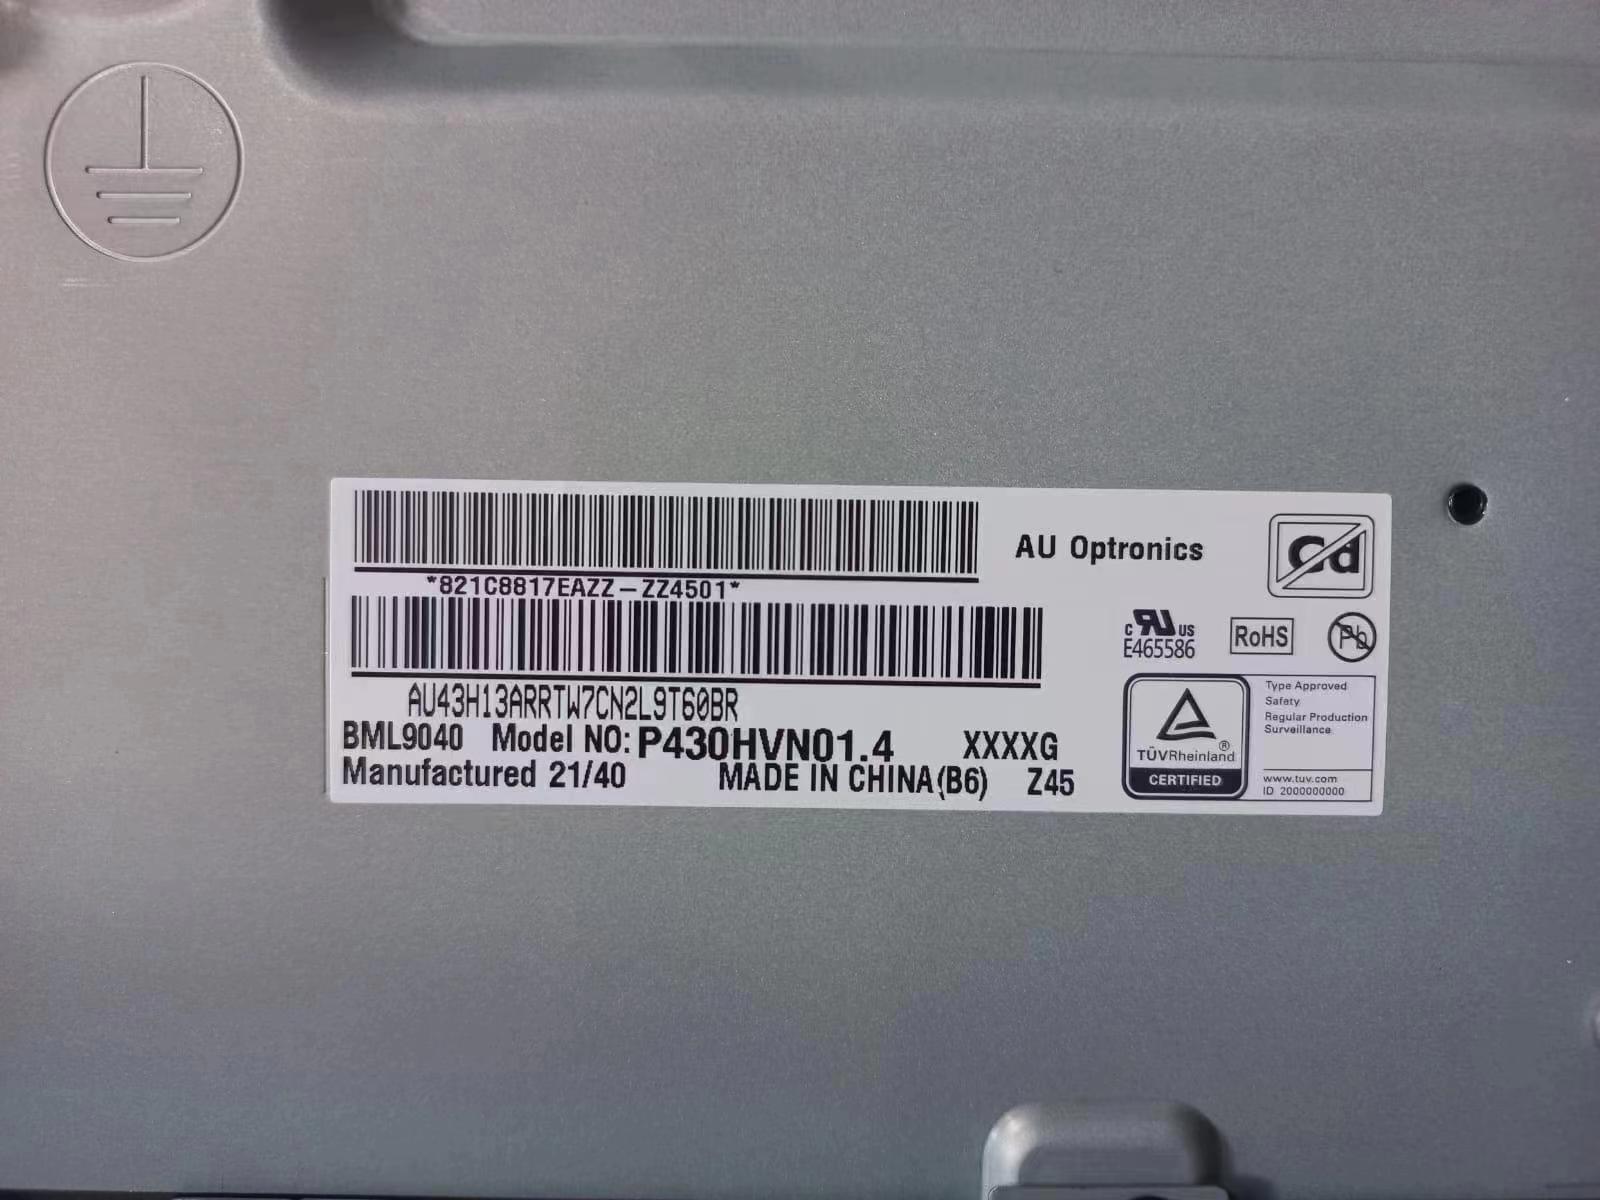 AU Optronics
Cd
*821C8817EAZZ-ZZ4501*
c RU US
E465586
RoHS
Pb
AU43H13ARRTW7CN2L9T60BR
BML9040 Model NO: P430HVN01.4 XXXXG
Manufactured 21/40 MADE IN CHINA(B6) Z45
TÜVRheinland®
CERTIFIED
Type Approved
Safety
Regular Production
Surveillance
www.tuv.com
ID 2000000000